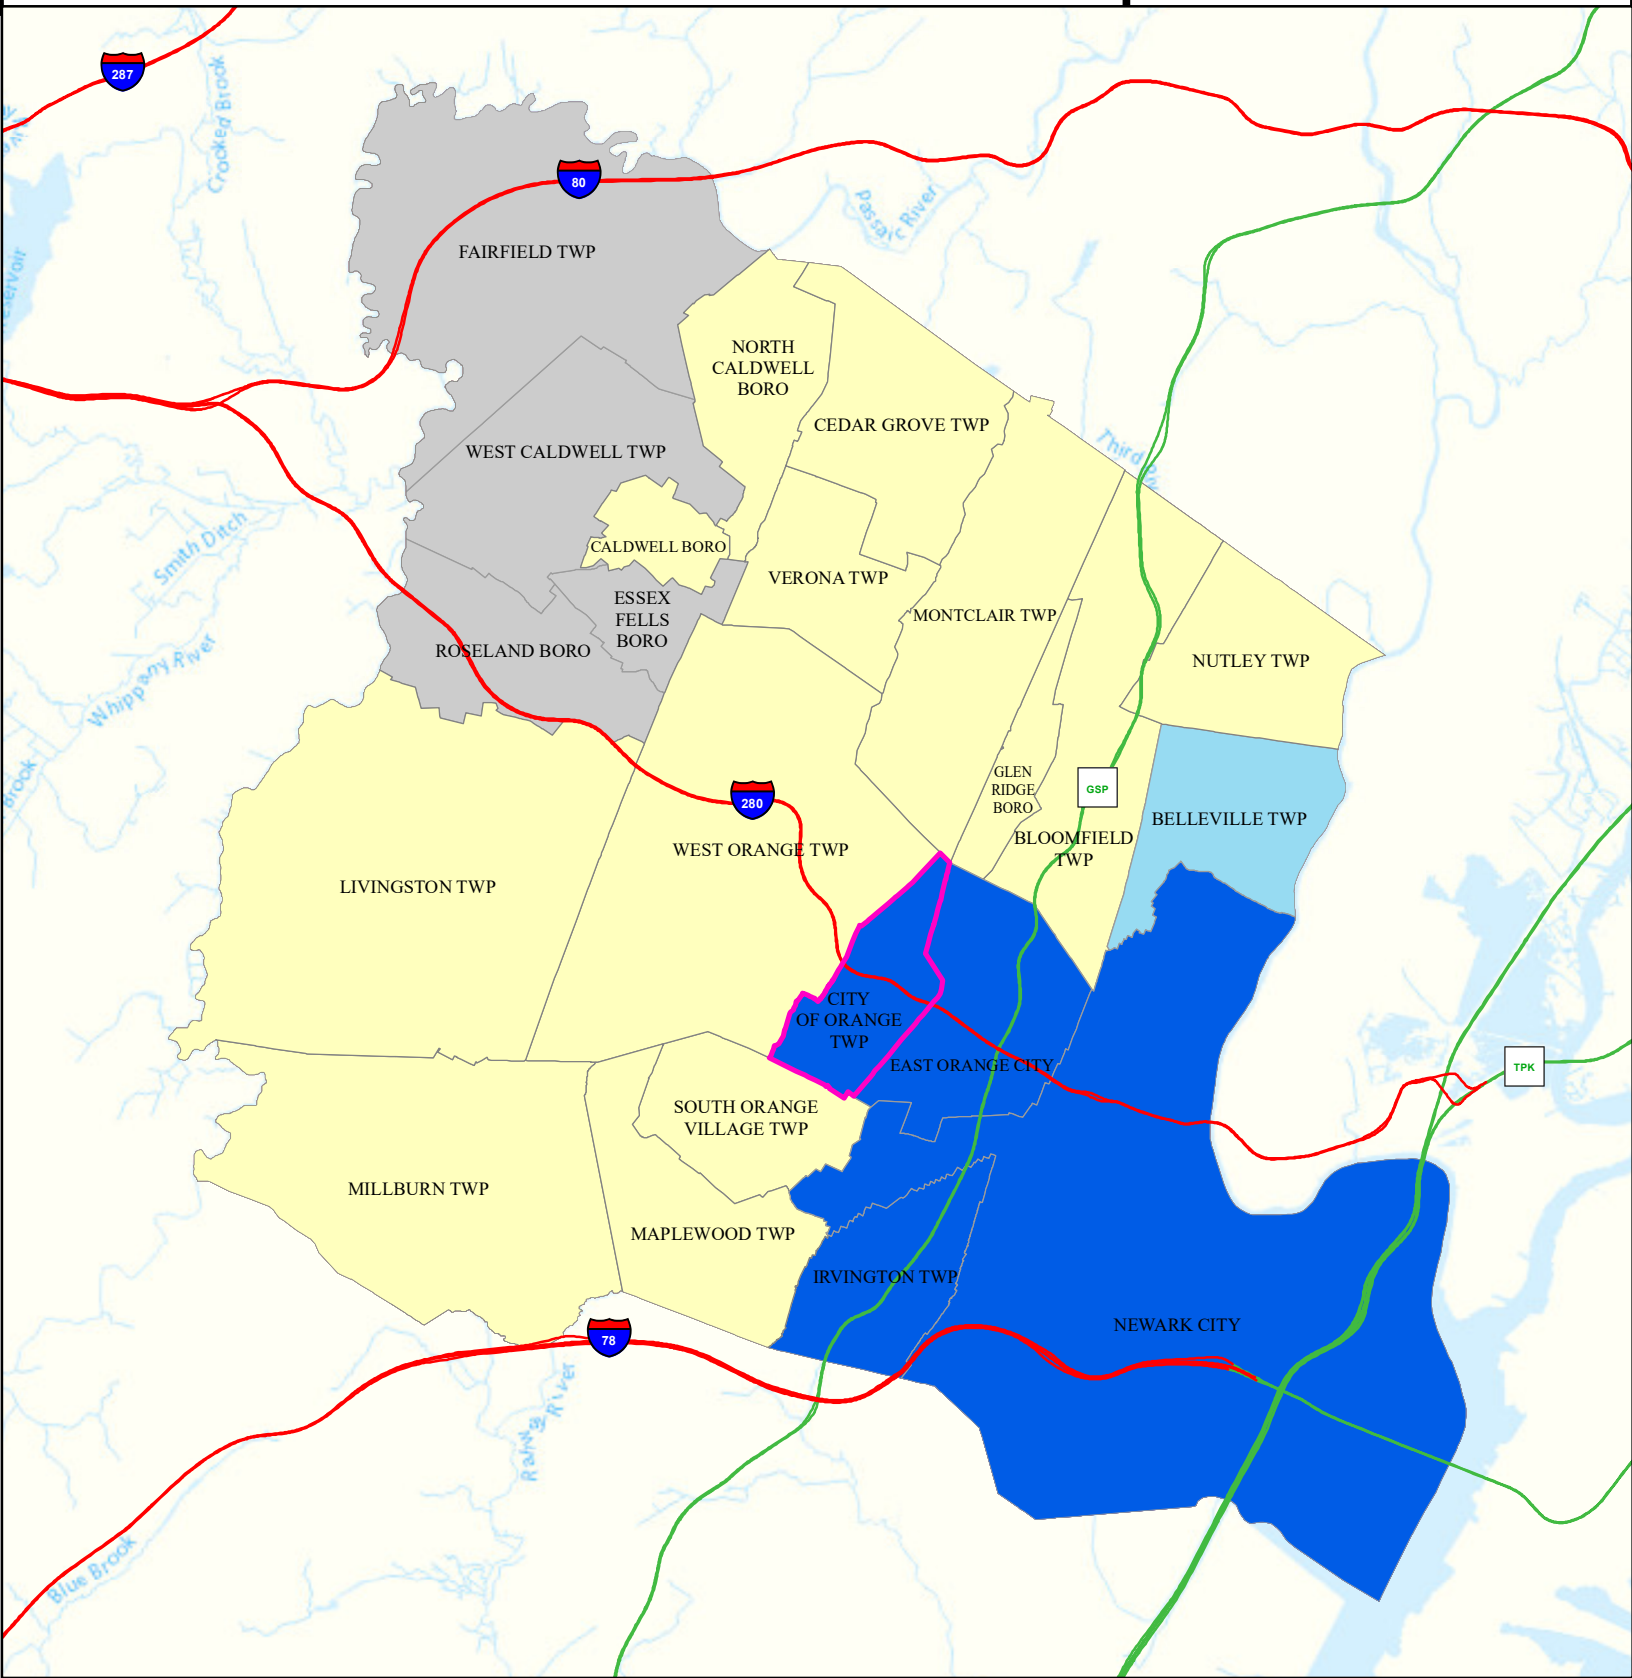 287
Crooked Brook
80
Passaic River
FAIRFIELD TWP
NORTH
CALDWELL
BORO
CEDAR GROVE TWP
WEST CALDWELL TWP
Smith Ditch
CALDWELL BORO
VERONA TWP
ESSEX
FELLS
BORO
MONTCLAIR TWP
ROSELAND BORO
NUTLEY TWP
Whippany River
Brook
280
GLEN
RIDGE
BORO
GSP
BELLEVILLE TWP
BLOOMFIELD
TWP
WEST ORANGE TWP
LIVINGSTON TWP
CITY
OF ORANGE
TWP
EAST ORANGE CITY
TPK
SOUTH ORANGE
VILLAGE TWP
MILLBURN TWP
MAPLEWOOD TWP
IRVINGTON TWP
NEWARK CITY
78
River
Blue Brook